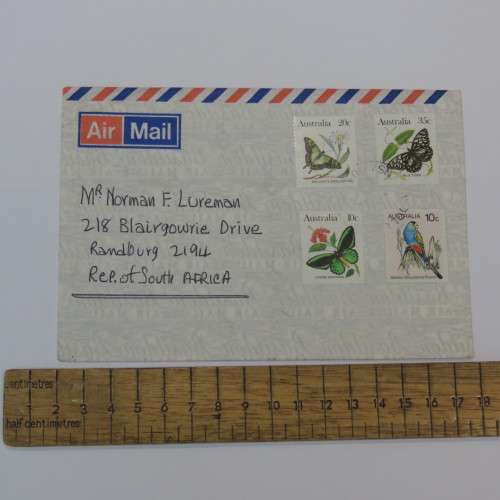 Air Mail
Australia 20c
Australia 35c
Australia 10c
AUSTRALIA 10c
Mr Norman F. Lureman
218 Blairgowrie Drive
Randburg 2194
Rep. of South AFRICA
centimetres
2 3 4 5 6 7 8 9 10 11 12 13 14 15 16 17 18
half centimetres